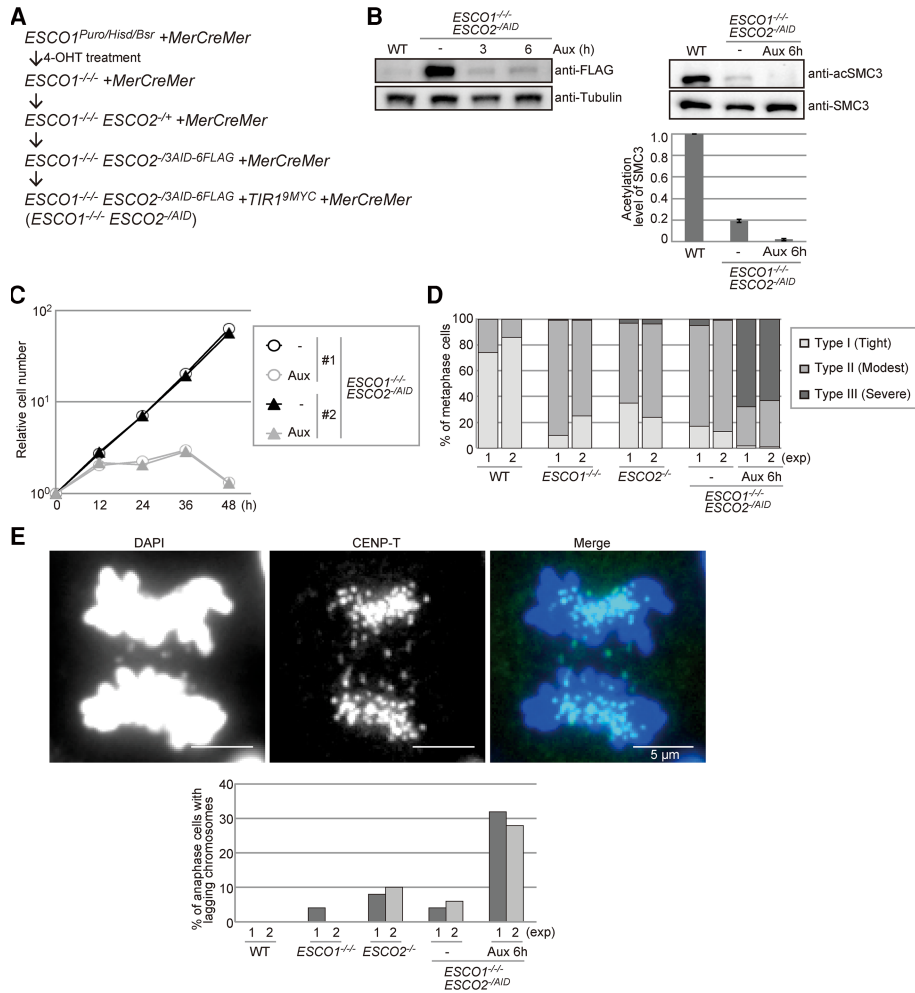 A
ESCO1Puro/Hisd/Bsr +MerCreMer
4-OHT treatment
ESCO1-/-/- +MerCreMer
ESCO1-/-/- ESCO2-/+ +MerCreMer
ESCO1-/-/- ESCO2-/3AID-6FLAG +MerCreMer
ESCO1-/-/- ESCO2-/3AID-6FLAG +TIR19MYC +MerCreMer
(ESCO1-/-/- ESCO2-/AID)
B
ESCO1-/-/-
ESCO2-/AID
WT - 3 6 Aux (h)
anti-FLAG
anti-Tubulin
ESCO1-/-/-
ESCO2-/AID
WT - Aux 6h
anti-acSMC3
anti-SMC3
Acetylation
level of SMC3
1.0
0.8
0.6
0.4
0.2
0
WT - Aux 6h
ESCO1-/-/-
ESCO2-/AID
C
Relative cell number
102
101
100
0 12 24 36 48 (h)
-
Aux
#1
-
Aux
#2
ESCO1-/-/-
ESCO2-/AID
D
% of metaphase cells
100
80
60
40
20
0
1 2 1 2 1 2 1 2 1 2 (exp)
WT ESCO1-/-/- ESCO2-/- - Aux 6h
ESCO1-/-/-
ESCO2-/AID
Type I (Tight)
Type II (Modest)
Type III (Severe)
E
DAPI CENP-T Merge
5 µm
% of anaphase cells with
lagging chromosomes
40
30
20
10
0
1 2 1 2 1 2 1 2 1 2 (exp)
WT ESCO1-/-/- ESCO2-/- - Aux 6h
ESCO1-/-/-
ESCO2-/AID